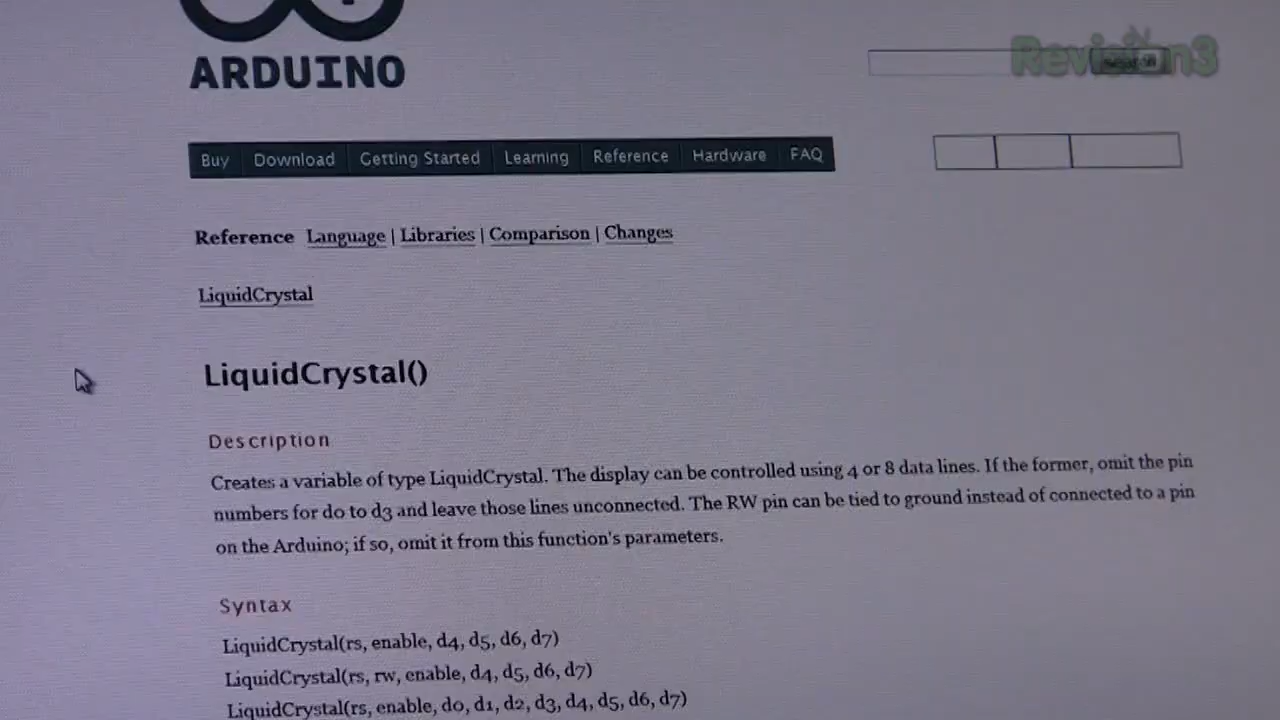 ARDUINO
Revision3
Buy Download Getting Started Learning Reference Hardware FAQ
Reference Language | Libraries | Comparison | Changes
LiquidCrystal
LiquidCrystal()
Description
Creates a variable of type LiquidCrystal. The display can be controlled using 4 or 8 data lines. If the former, omit the pin
numbers for d0 to d3 and leave those lines unconnected. The RW pin can be tied to ground instead of connected to a pin
on the Arduino; if so, omit it from this function's parameters.
Syntax
LiquidCrystal(rs, enable, d4, d5, d6, d7)
LiquidCrystal(rs, rw, enable, d4, d5, d6, d7)
LiquidCrystal(rs, enable, d0, d1, d2, d3, d4, d5, d6, d7)